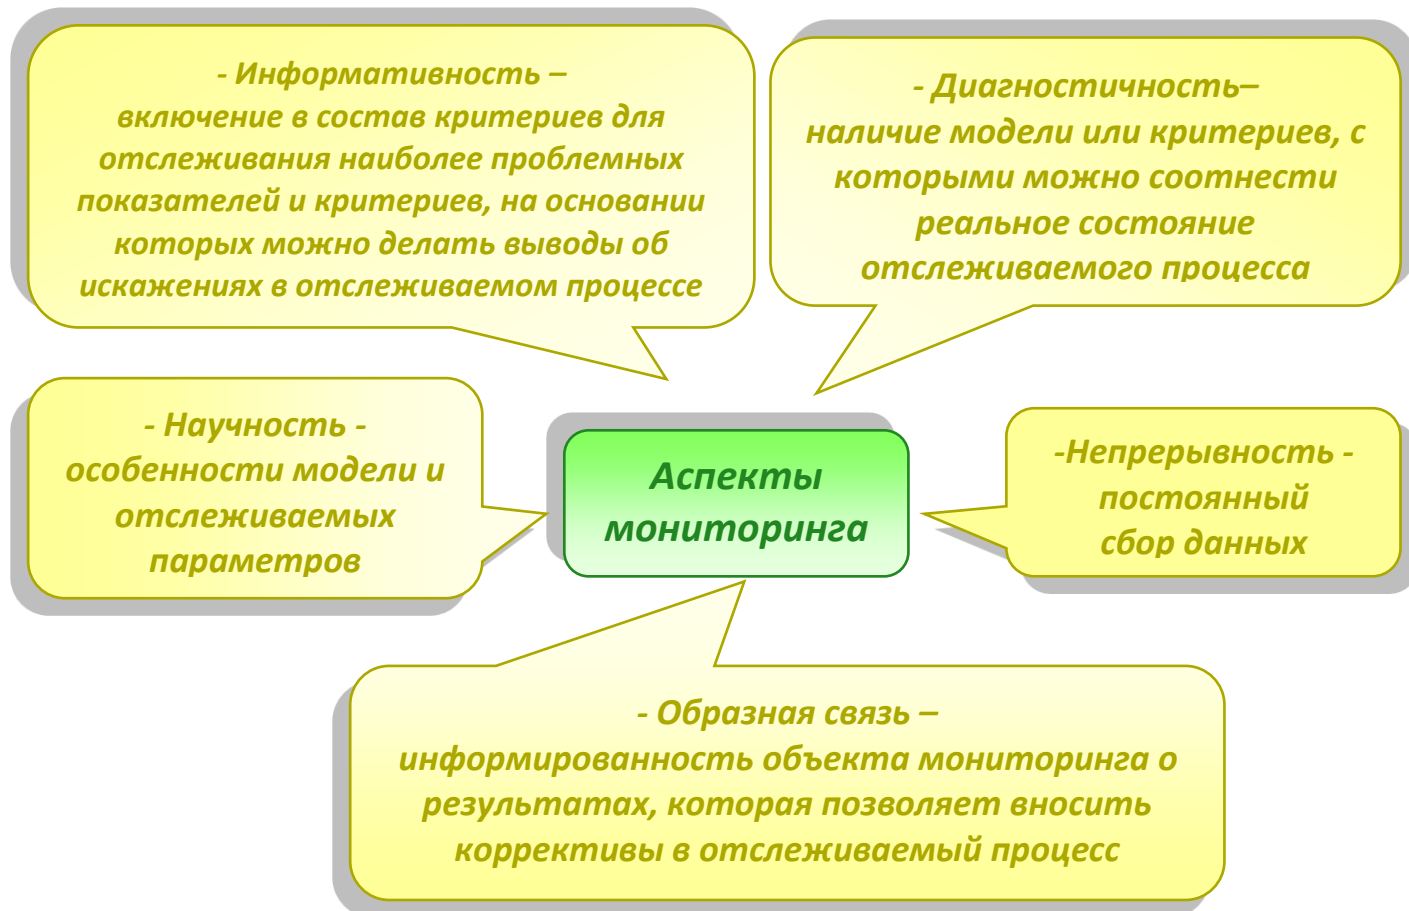 - Информативность –
включение в состав критериев для
отслеживания наиболее проблемных
показателей и критериев, на основании
которых можно делать выводы об
искажениях в отслеживаемом процессе
- Диагностичность–
наличие модели или критериев, с
которыми можно соотнести
реальное состояние
отслеживаемого процесса
- Научность -
особенности модели и
отслеживаемых
параметров
Аспекты
мониторинга
-Непрерывность -
постоянный
сбор данных
- Образная связь –
информированность объекта мониторинга о
результатах, которая позволяет вносить
коррективы в отслеживаемый процесс